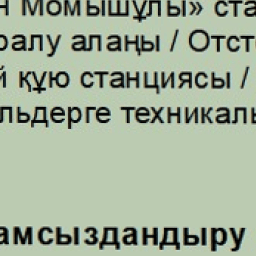 н Момышұлы» ста
ралу алаңы / Отст
й құю станциясы /
льдерге техникалы
амсыздандыру